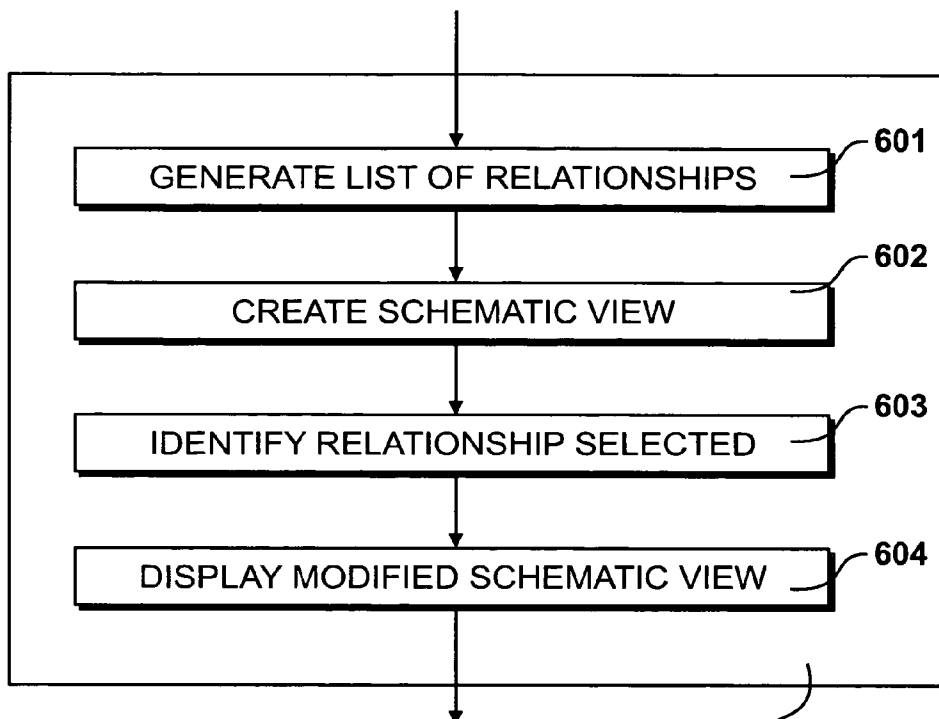 GENERATE LIST OF RELATIONSHIPS 601
CREATE SCHEMATIC VIEW 602
IDENTIFY RELATIONSHIP SELECTED 603
DISPLAY MODIFIED SCHEMATIC VIEW 604